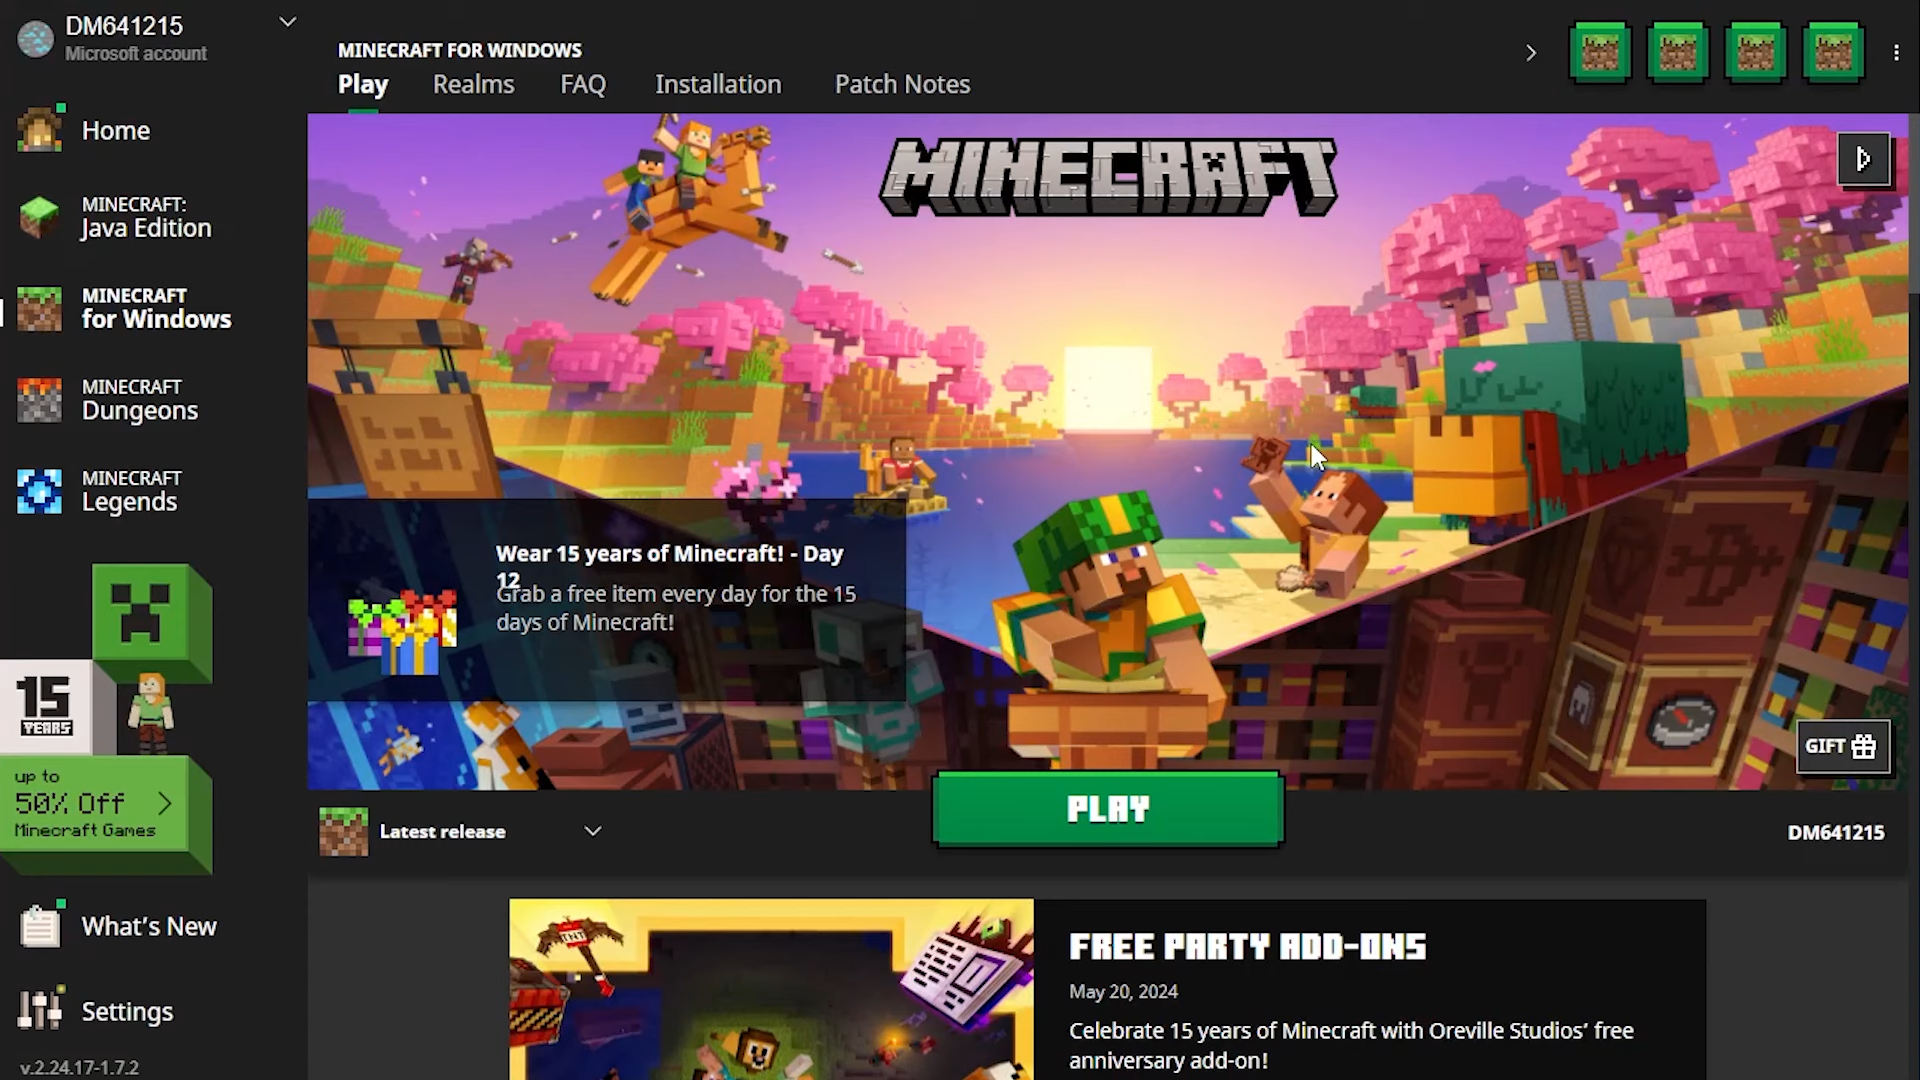 DM641215
Microsoft account
Home
MINECRAFT:
Java Edition
MINECRAFT
for Windows
MINECRAFT
Dungeons
MINECRAFT
Legends
15
YEARS
up to
50% Off
Minecraft Games
What's New
Settings
v.2.24.17-1.7.2
MINECRAFT FOR WINDOWS
Play
Realms
FAQ
Installation
Patch Notes
MINECRAFT
Wear 15 years of Minecraft! - Day
12
Grab a free item every day for the 15
days of Minecraft!
GIFT
Latest release
PLAY
DM641215
TNT
FREE PARTY ADD-ONS
May 20, 2024
Celebrate 15 years of Minecraft with Oreville Studios' free
anniversary add-on!